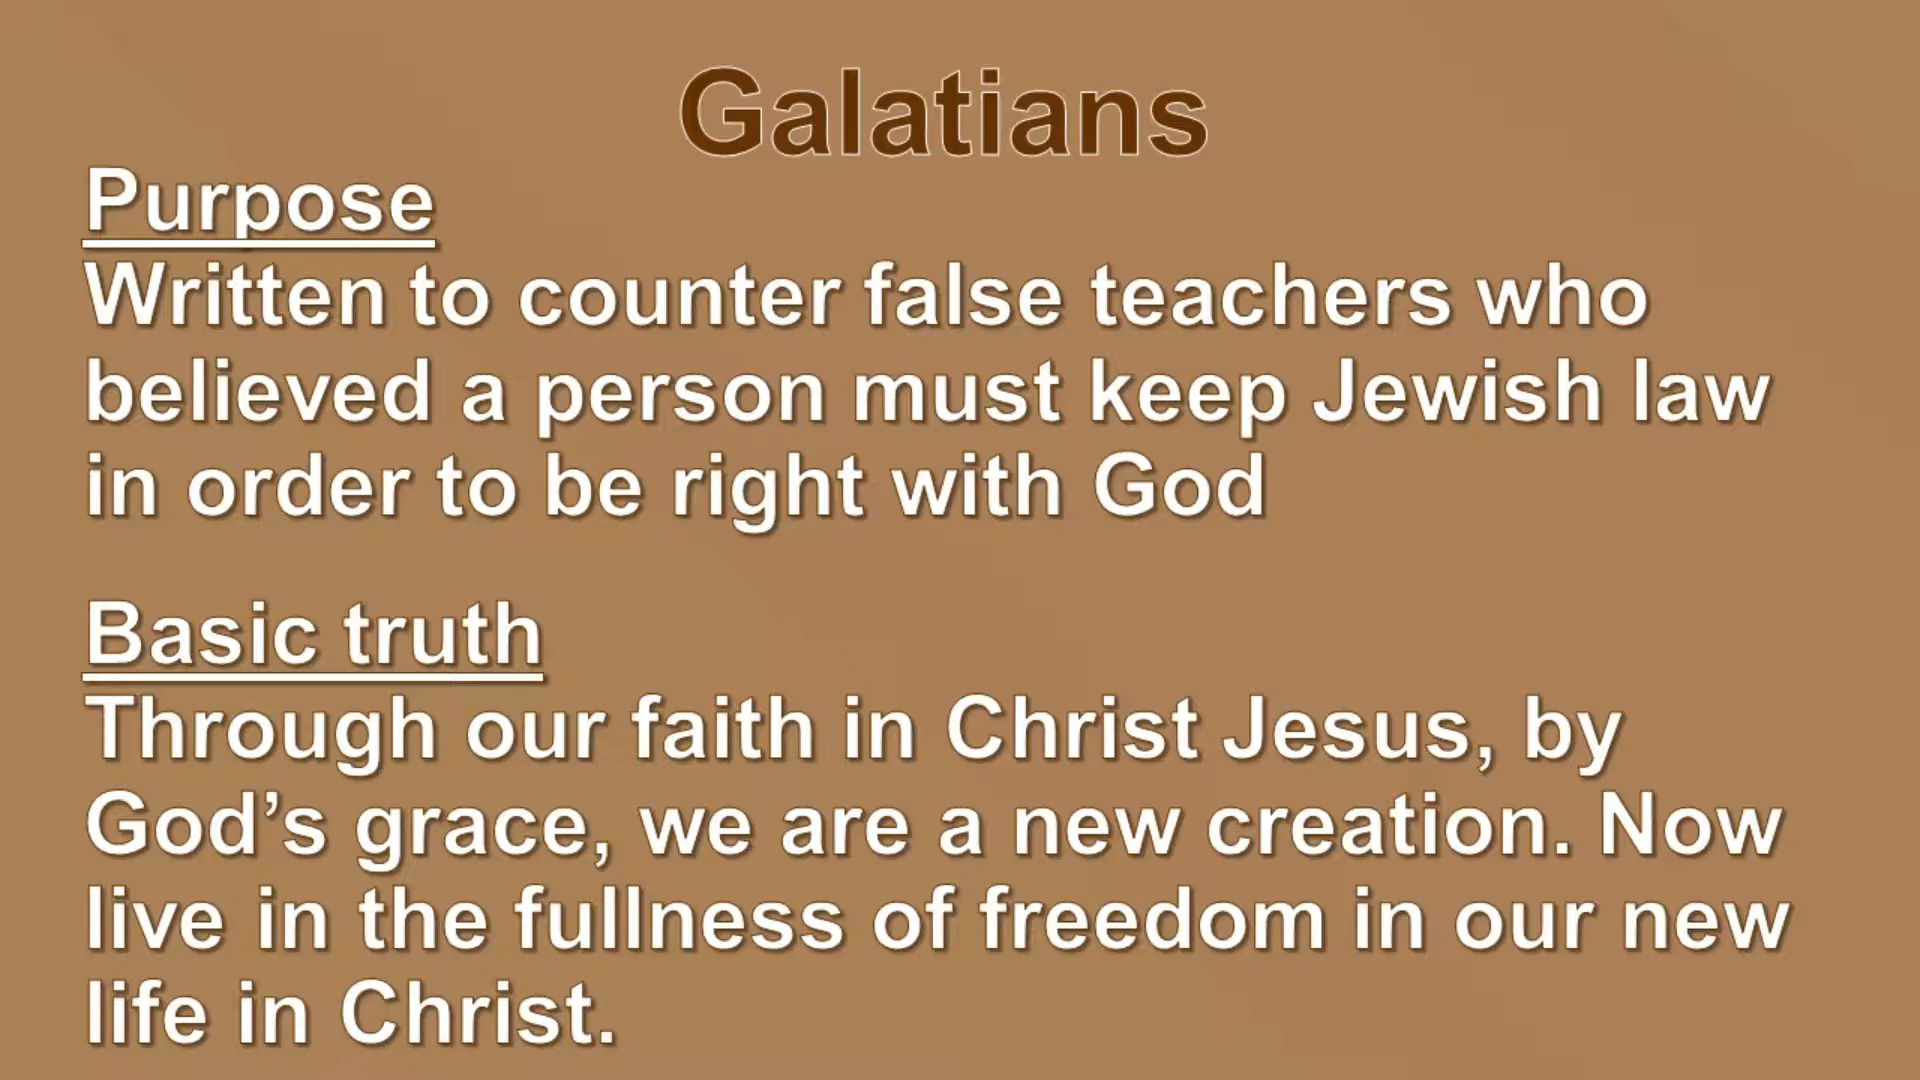 Galatians
Purpose
Written to counter false teachers who
believed a person must keep Jewish law
in order to be right with God
Basic truth
Through our faith in Christ Jesus, by
God’s grace, we are a new creation. Now
live in the fullness of freedom in our new
life in Christ.